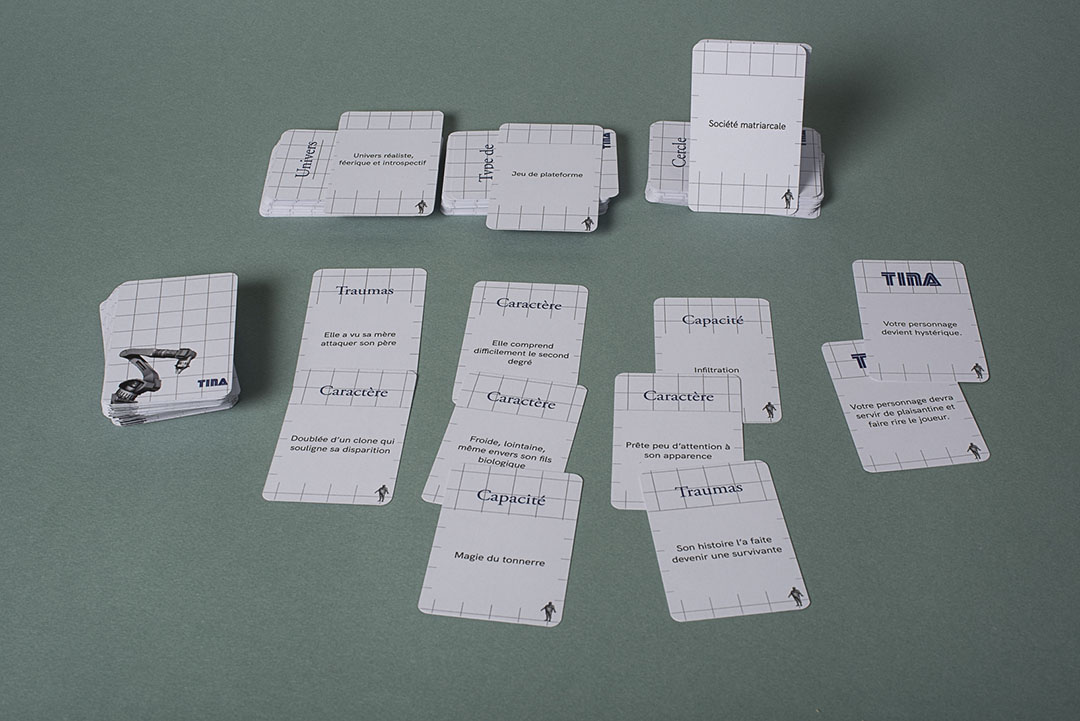 Univers
Univers réaliste,
féerique et introspectif
Type de
Jeu de plateforme
TINA
Cercle
Société matriarcale
TINA
Traumas
Elle a vu sa mère
attaquer son père
Caractère
Doublée d'un clone qui
souligne sa disparition
Caractère
Elle comprend
difficilement le second
degré
Caractère
Froide, lointaine,
même envers son fils
biologique
Capacité
Magie du tonnerre
Capacité
Infiltration
Caractère
Prête peu d'attention à
son apparence
Traumas
Son histoire l'a faite
devenir une survivante
TINA
Votre personnage
devient hystérique.
Votre personnage devra
servir de plaisantine et
faire rire le joueur.